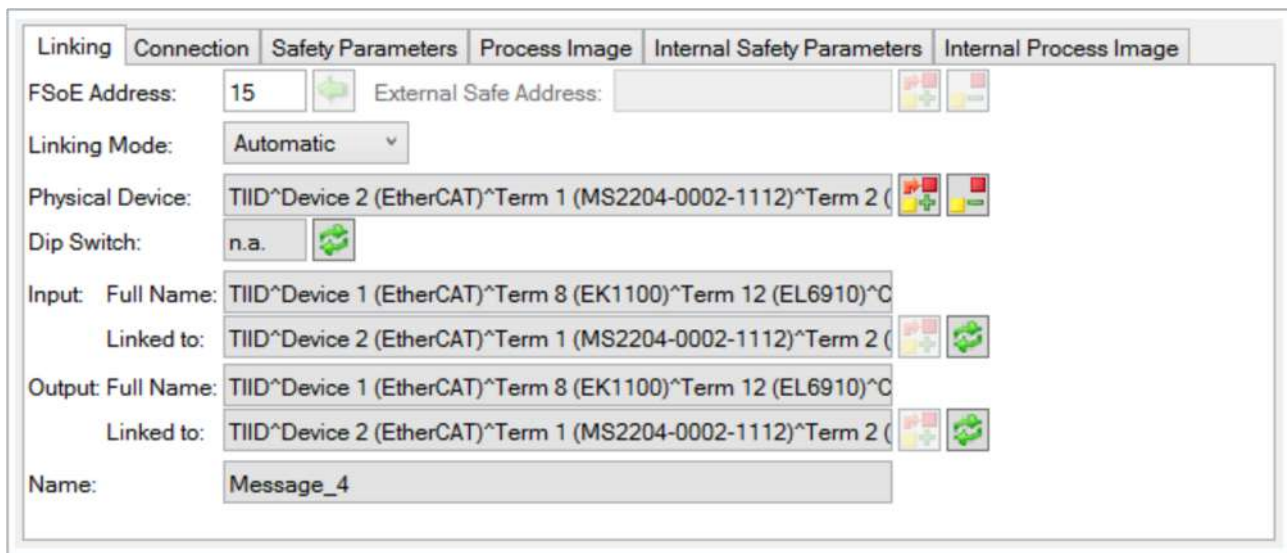 Linking Connection Safety Parameters Process Image Internal Safety Parameters Internal Process Image
FSoE Address: 15 External Safe Address:
Linking Mode: Automatic
Physical Device: TIID^Device 2 (EtherCAT)^Term 1 (MS2204-0002-1112)^Term 2 (
Dip Switch: n.a.
Input: Full Name: TIID^Device 1 (EtherCAT)^Term 8 (EK1100)^Term 12 (EL6910)^C
Linked to: TIID^Device 2 (EtherCAT)^Term 1 (MS2204-0002-1112)^Term 2 (
Output: Full Name: TIID^Device 1 (EtherCAT)^Term 8 (EK1100)^Term 12 (EL6910)^C
Linked to: TIID^Device 2 (EtherCAT)^Term 1 (MS2204-0002-1112)^Term 2 (
Name: Message_4